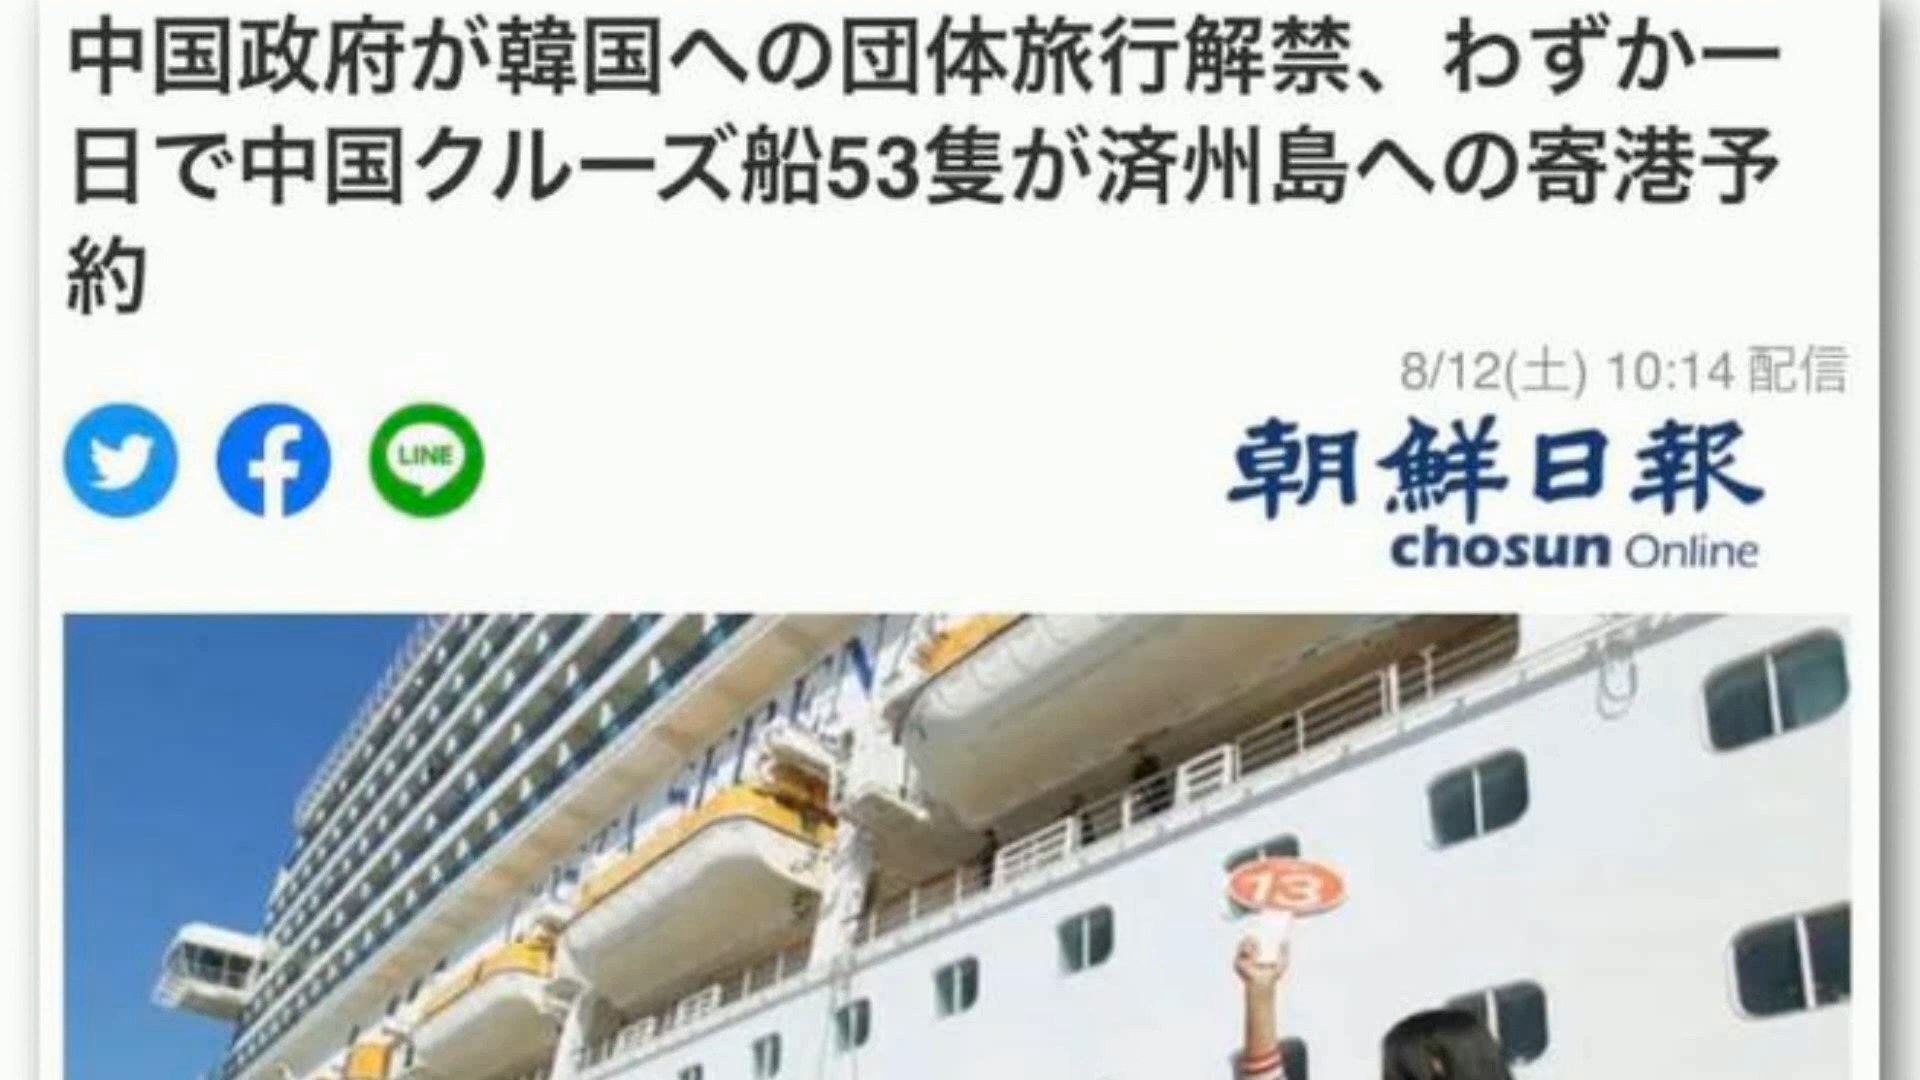 中国政府が韓国への団体旅行解禁、わずか一
日で中国クルーズ船53隻が済州島への寄港予
約
8/12(土) 10:14 配信
LINE
朝鮮日報
chosun Online
13